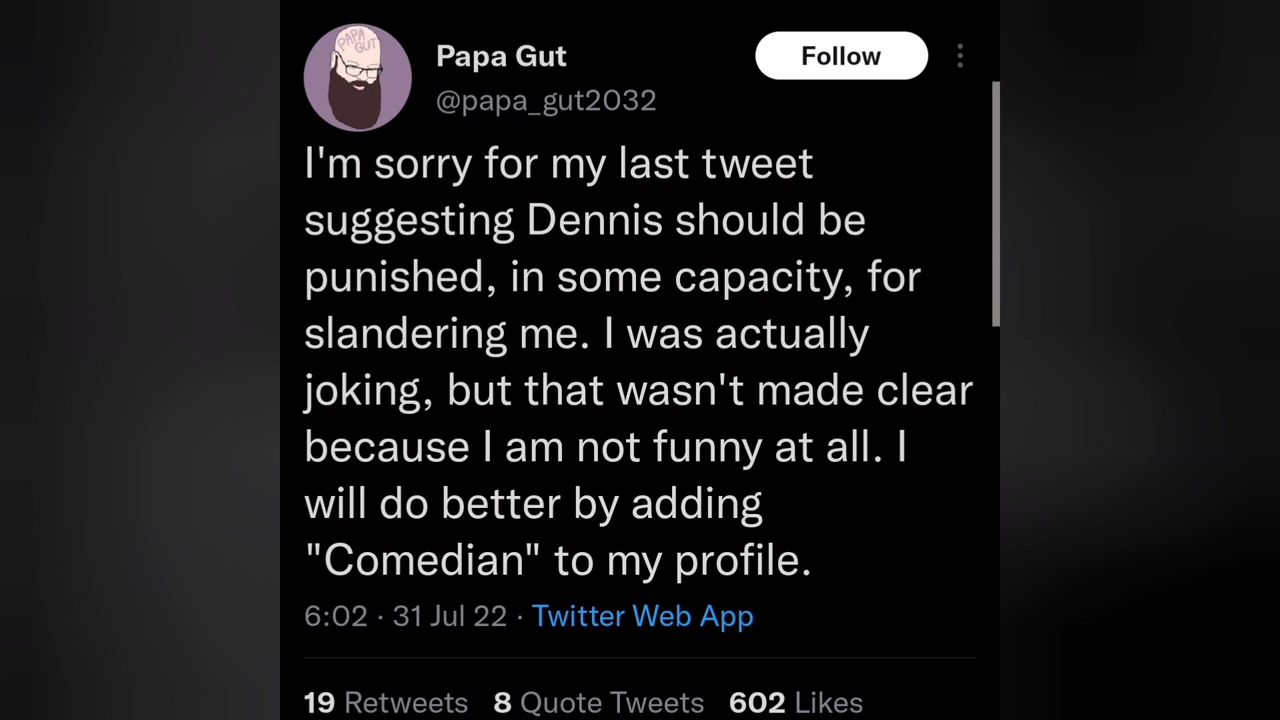 PAPA
GUT
Papa Gut
Follow
@papa_gut2032
I'm sorry for my last tweet
suggesting Dennis should be
punished, in some capacity, for
slandering me. I was actually
joking, but that wasn't made clear
because I am not funny at all. I
will do better by adding
"Comedian" to my profile.
6:02 · 31 Jul 22 · Twitter Web App
19 Retweets 8 Quote Tweets 602 Likes